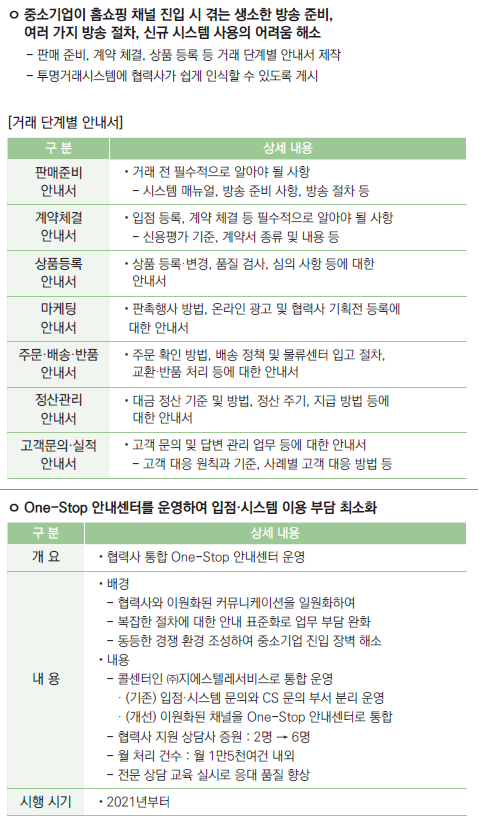 ㅇ 중소기업이 홈쇼핑 채널 진입 시 겪는 생소한 방송 준비,
여러 가지 방송 절차, 신규 시스템 사용의 어려움 해소
- 판매 준비, 계약 체결, 상품 등록 등 거래 단계별 안내서 제작
- 투명거래시스템에 협력사가 쉽게 인식할 수 있도록 게시
[거래 단계별 안내서]
구 분 상세 내용
판매준비
안내서
• 거래 전 필수적으로 알아야 될 사항
- 시스템 매뉴얼, 방송 준비 사항, 방송 절차 등
계약체결
안내서
• 입점 등록, 계약 체결 등 필수적으로 알아야 될 사항
- 신용평가 기준, 계약서 종류 및 내용 등
상품등록
안내서
• 상품 등록·변경, 품질 검사, 심의 사항 등에 대한
안내서
마케팅
안내서
• 판촉행사 방법, 온라인 광고 및 협력사 기획전 등록에
대한 안내서
주문·배송·반품
안내서
• 주문 확인 방법, 배송 정책 및 물류센터 입고 절차,
교환·반품 처리 등에 대한 안내서
정산관리
안내서
• 대금 정산 기준 및 방법, 정산 주기, 지급 방법 등에
대한 안내서
고객문의·실적
안내서
• 고객 문의 및 답변 관리 업무 등에 대한 안내서
- 고객 대응 원칙과 기준, 사례별 고객 대응 방법 등
ㅇ One-Stop 안내센터를 운영하여 입점·시스템 이용 부담 최소화
구 분 상세 내용
개 요 • 협력사 통합 One-Stop 안내센터 운영
내 용
• 배경
- 협력사와 이원화된 커뮤니케이션을 일원화하여
- 복잡한 절차에 대한 안내 표준화로 업무 부담 완화
- 동등한 경쟁 환경 조성하여 중소기업 진입 장벽 해소
• 내용
- 콜센터인 ㈜지에스텔레서비스로 통합 운영
· (기존) 입점·시스템 문의와 CS 문의 부서 분리 운영
· (개선) 이원화된 채널을 One-Stop 안내센터로 통합
- 협력사 지원 상담사 증원 : 2명 → 6명
- 월 처리 건수 : 월 1만5천여건 내외
- 전문 상담 교육 실시로 응대 품질 향상
시행 시기 • 2021년부터